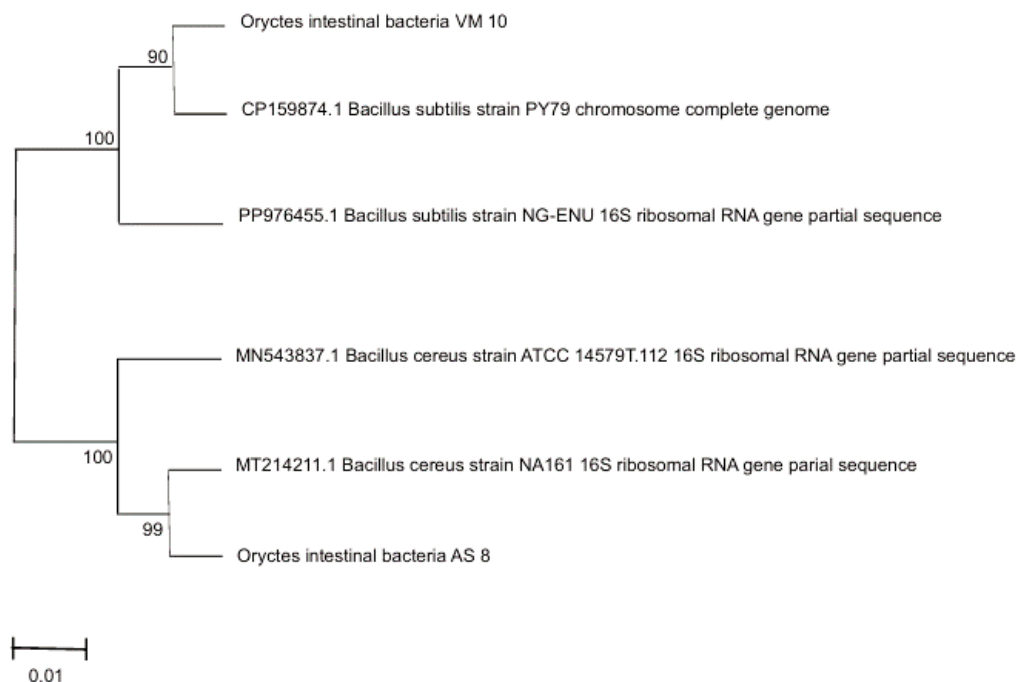 Oryctes intestinal bacteria VM 10
90
CP159874.1 Bacillus subtilis strain PY79 chromosome complete genome
100
PP976455.1 Bacillus subtilis strain NG-ENU 16S ribosomal RNA gene partial sequence
MN543837.1 Bacillus cereus strain ATCC 14579T.112 16S ribosomal RNA gene partial sequence
100
MT214211.1 Bacillus cereus strain NA161 16S ribosomal RNA gene parial sequence
99
Oryctes intestinal bacteria AS 8
0.01